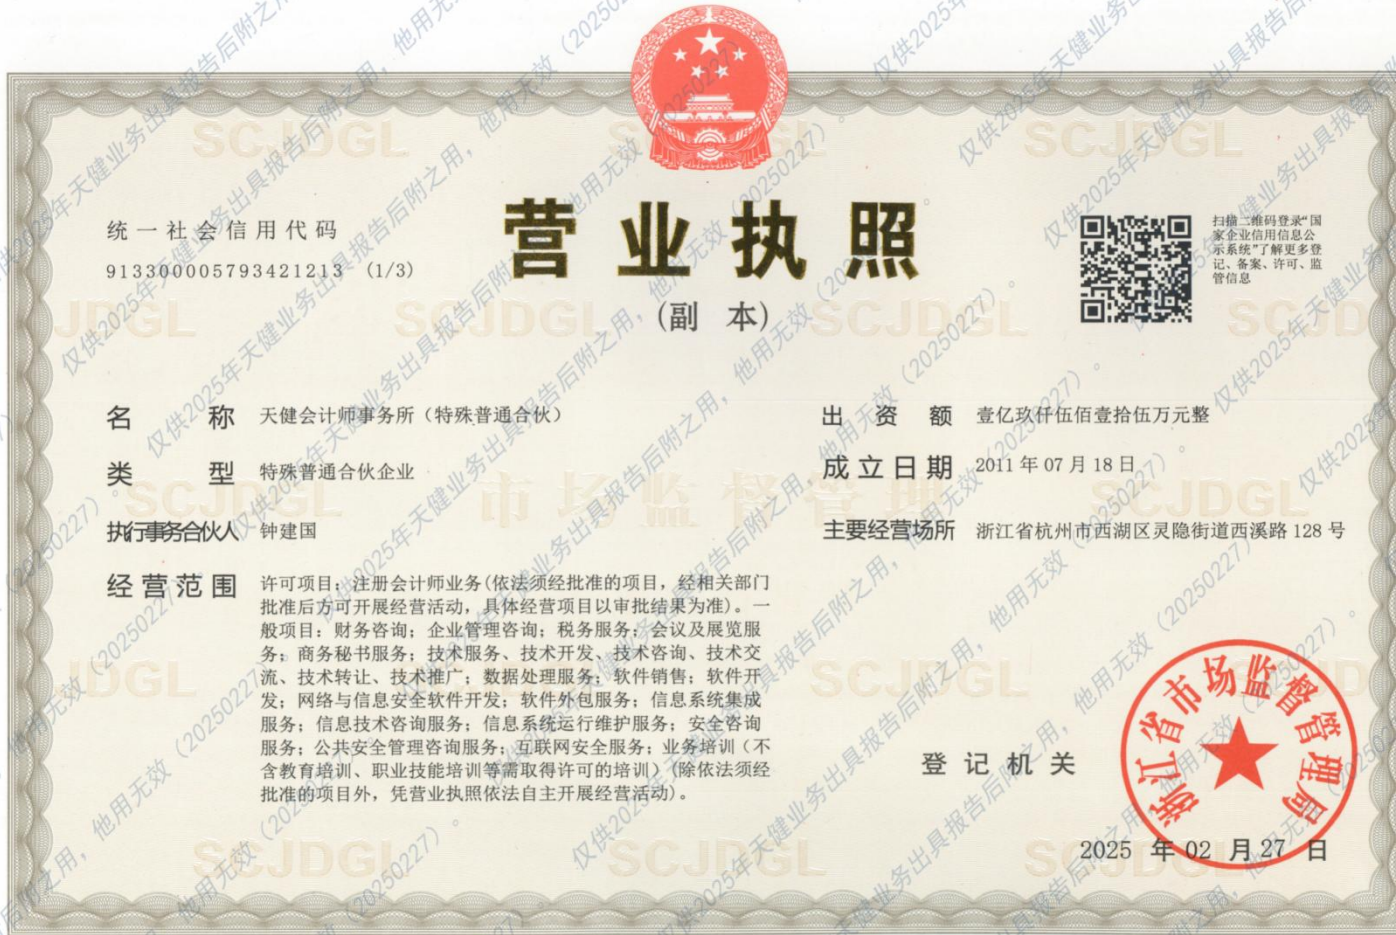 营业执照
(副 本)
统一社会信用代码
913300005793421213 (1/3)
扫描二维码登录“国
家企业信用信息公
示系统”了解更多登
记、备案、许可、监
管信息
名 称 天健会计师事务所（特殊普通合伙）
类 型 特殊普通合伙企业
执行事务合伙人 钟建国
经营范围 许可项目：注册会计师业务(依法须经批准的项目，经相关部门
批准后方可开展经营活动，具体经营项目以审批结果为准)。一
般项目：财务咨询；企业管理咨询；税务服务；会议及展览服
务；商务秘书服务；技术服务、技术开发、技术咨询、技术交
流、技术转让、技术推广；数据处理服务；软件销售；软件开
发；网络与信息安全软件开发；软件外包服务；信息系统集成
服务；信息技术咨询服务；信息系统运行维护服务；安全咨询
服务；公共安全管理咨询服务；互联网安全服务；业务培训（不
含教育培训、职业技能培训等需取得许可的培训）(除依法须经
批准的项目外，凭营业执照依法自主开展经营活动)。
出 资 额 壹亿玖仟伍佰壹拾伍万元整
成立日期 2011 年 07 月 18 日
主要经营场所 浙江省杭州市西湖区灵隐街道西溪路 128 号
登记机关
浙江省市场监督管理局
2025 年 02 月 27 日
SCJDGL
市场监督管理
仅供2025年天健业务出具报告后附之用，他用无效（20250227）。